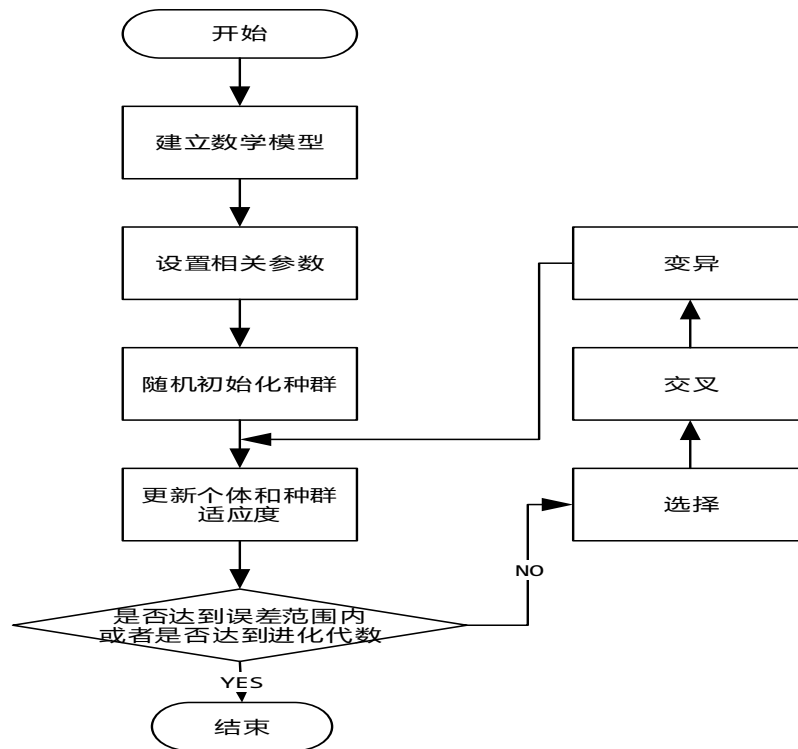 开始
建立数学模型
设置相关参数
随机初始化种群
更新个体和种群
适应度
是否达到误差范围内
或者是否达到进化代数
YES
结束
NO
选择
交叉
变异